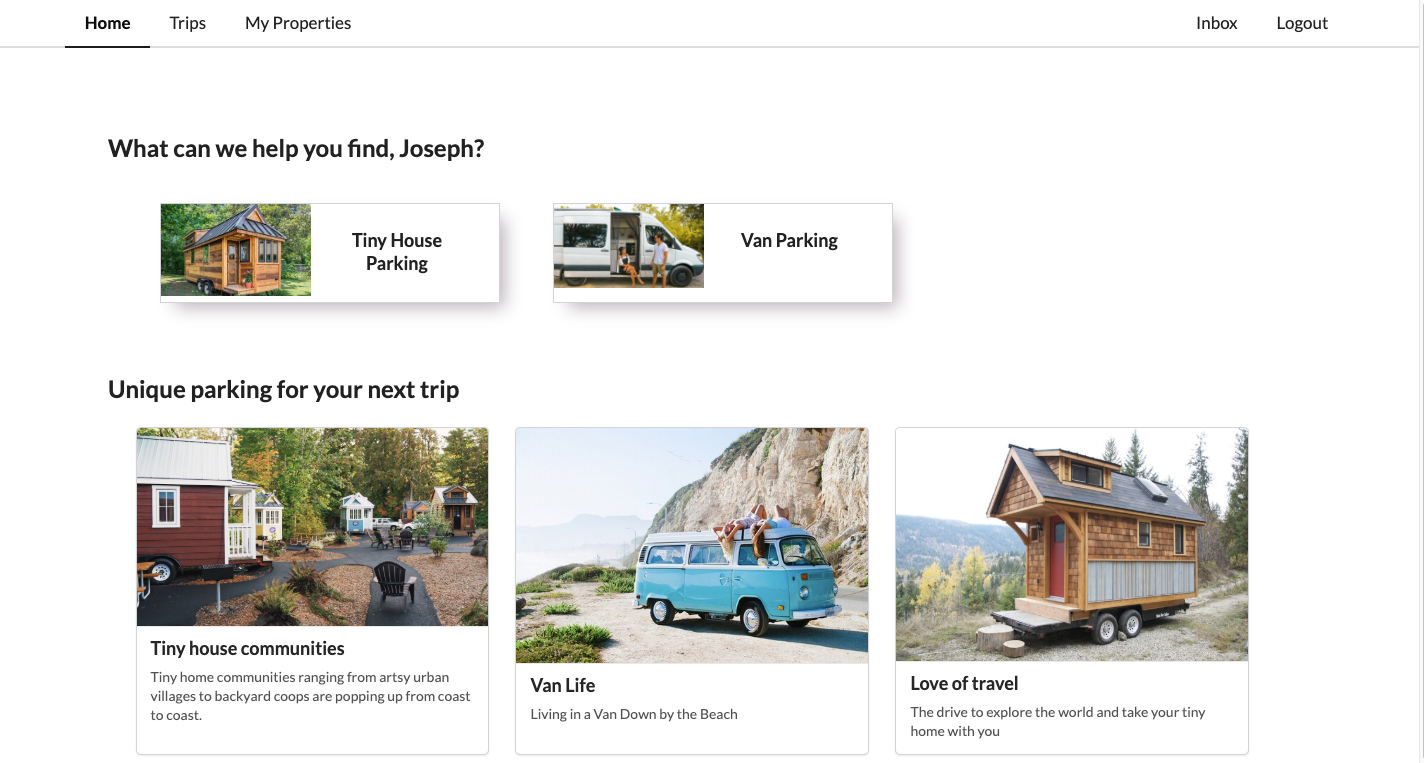 Home Trips My Properties Inbox Logout
What can we help you find, Joseph?
Tiny House
Parking
Van Parking
Unique parking for your next trip
Tiny house communities
Tiny home communities ranging from artsy urban
villages to backyard coops are popping up from coast
to coast.
Van Life
Living in a Van Down by the Beach
Love of travel
The drive to explore the world and take your tiny
home with you